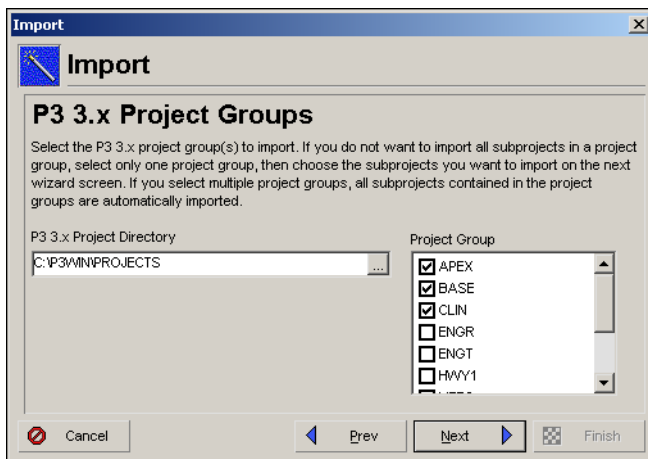 Import
Import
P3 3.x Project Groups
Select the P3 3.x project group(s) to import. If you do not want to import all subprojects in a project
group, select only one project group, then choose the subprojects you want to import on the next
wizard screen. If you select multiple project groups, all subprojects contained in the project
groups are automatically imported.
P3 3.x Project Directory
C:\P3WIN\PROJECTS
...
Project Group
APEX
BASE
CLIN
ENGR
ENGT
HWY1
Cancel
Prev
Next
Finish